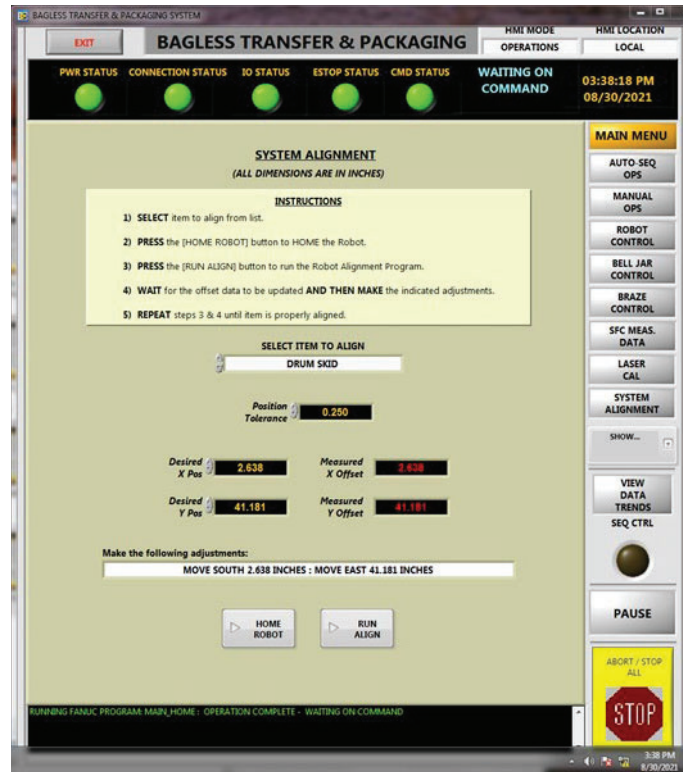 BAGLESS TRANSFER & PACKAGING SYSTEM
EXIT
BAGLESS TRANSFER & PACKAGING
HMI MODE
OPERATIONS
HMI LOCATION
LOCAL
PWR STATUS
CONNECTION STATUS
IO STATUS
ESTOP STATUS
CMD STATUS
WAITING ON
COMMAND
03:38:18 PM
08/30/2021
SYSTEM ALIGNMENT
(ALL DIMENSIONS ARE IN INCHES)
INSTRUCTIONS
1) SELECT item to align from list.
2) PRESS the [HOME ROBOT] button to HOME the Robot.
3) PRESS the [RUN ALIGN] button to run the Robot Alignment Program.
4) WAIT for the offset data to be updated AND THEN MAKE the indicated adjustments.
5) REPEAT steps 3 & 4 until item is properly aligned.
SELECT ITEM TO ALIGN
DRUM SKID
Position
Tolerance
0.250
Desired
X Pos
2.638
Measured
X Offset
2.638
Desired
Y Pos
41.181
Measured
Y Offset
41.181
Make the following adjustments:
MOVE SOUTH 2.638 INCHES : MOVE EAST 41.181 INCHES
HOME
ROBOT
RUN
ALIGN
MAIN MENU
AUTO-SEQ
OPS
MANUAL
OPS
ROBOT
CONTROL
BELL JAR
CONTROL
BRAZE
CONTROL
SFC MEAS.
DATA
LASER
CAL
SYSTEM
ALIGNMENT
SHOW...
VIEW
DATA
TRENDS
SEQ CTRL
PAUSE
ABORT / STOP
ALL
STOP
RUNNING FANUC PROGRAM: MAIN_HOME : OPERATION COMPLETE - WAITING ON COMMAND
3:38 PM
8/30/2021